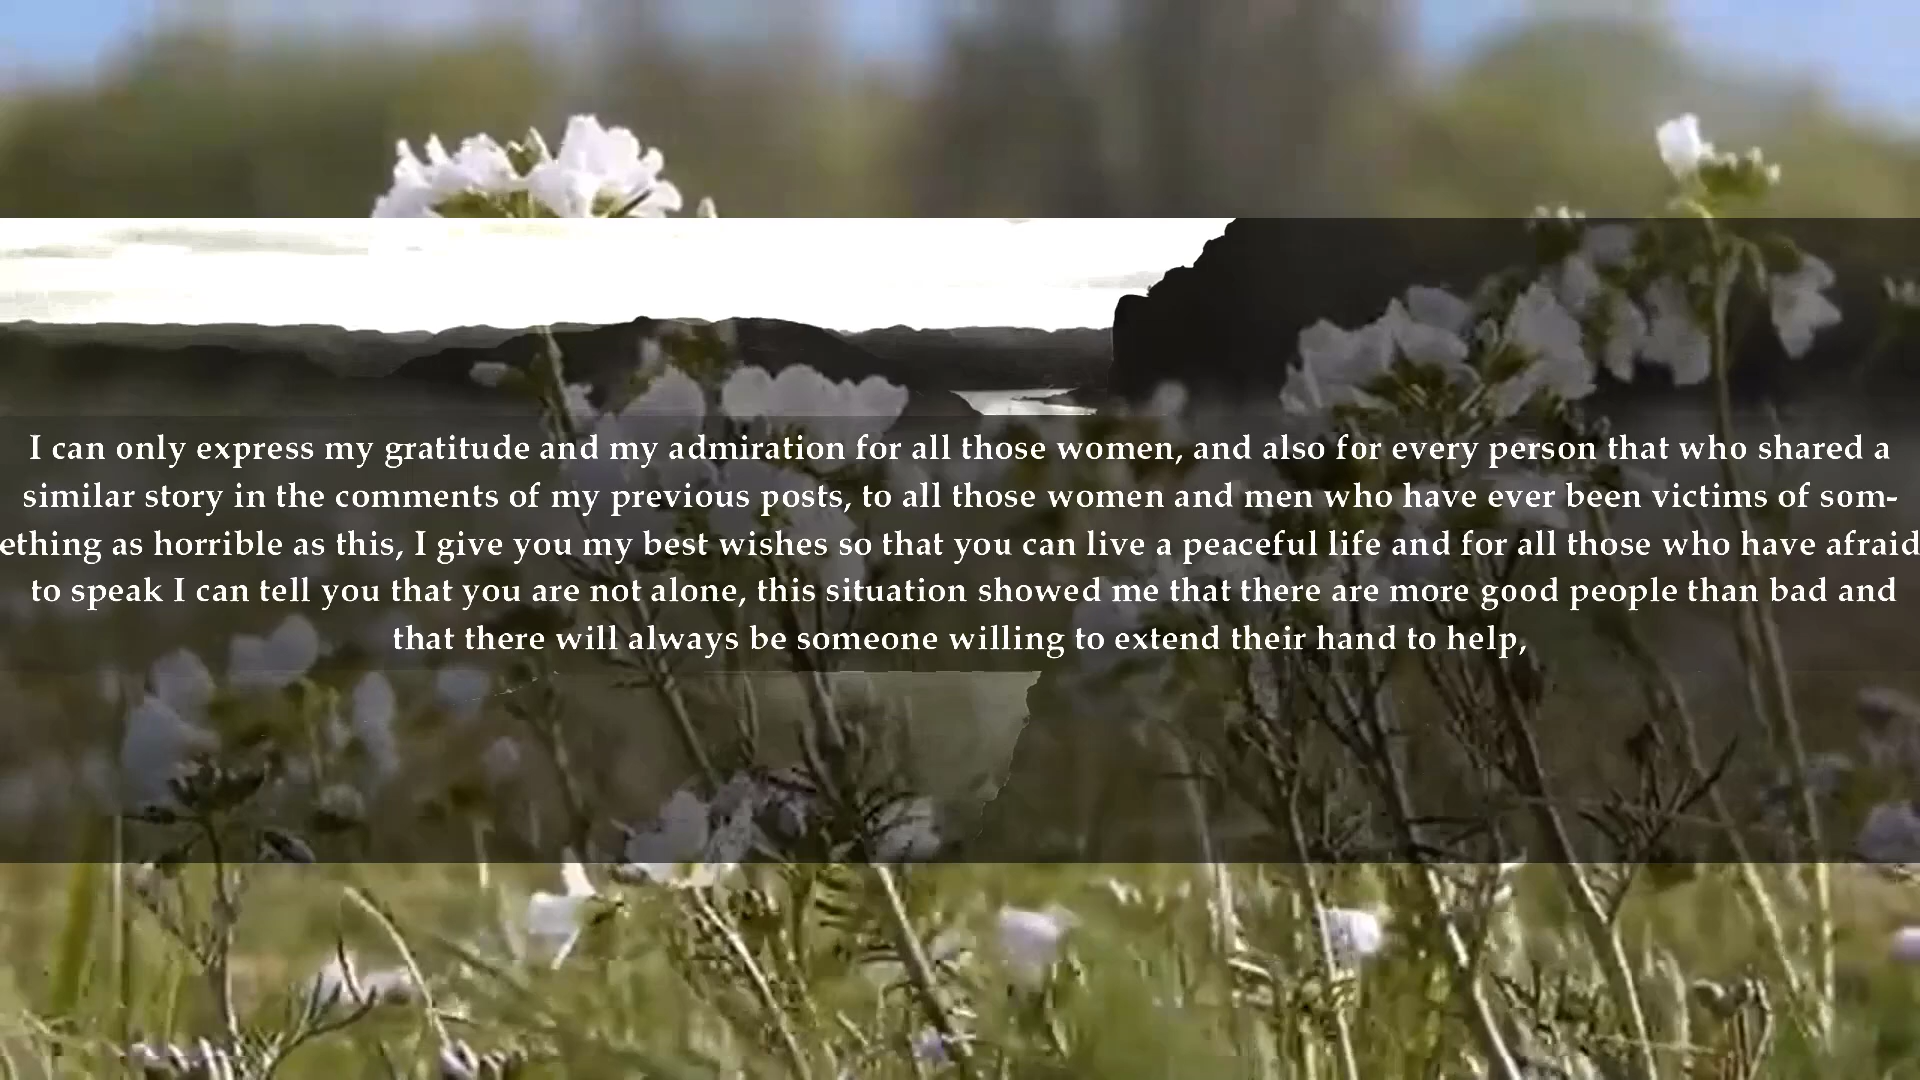 I can only express my gratitude and my admiration for all those women, and also for every person that who shared a
similar story in the comments of my previous posts, to all those women and men who have ever been victims of som-
ething as horrible as this, I give you my best wishes so that you can live a peaceful life and for all those who have afraid
to speak I can tell you that you are not alone, this situation showed me that there are more good people than bad and
that there will always be someone willing to extend their hand to help,